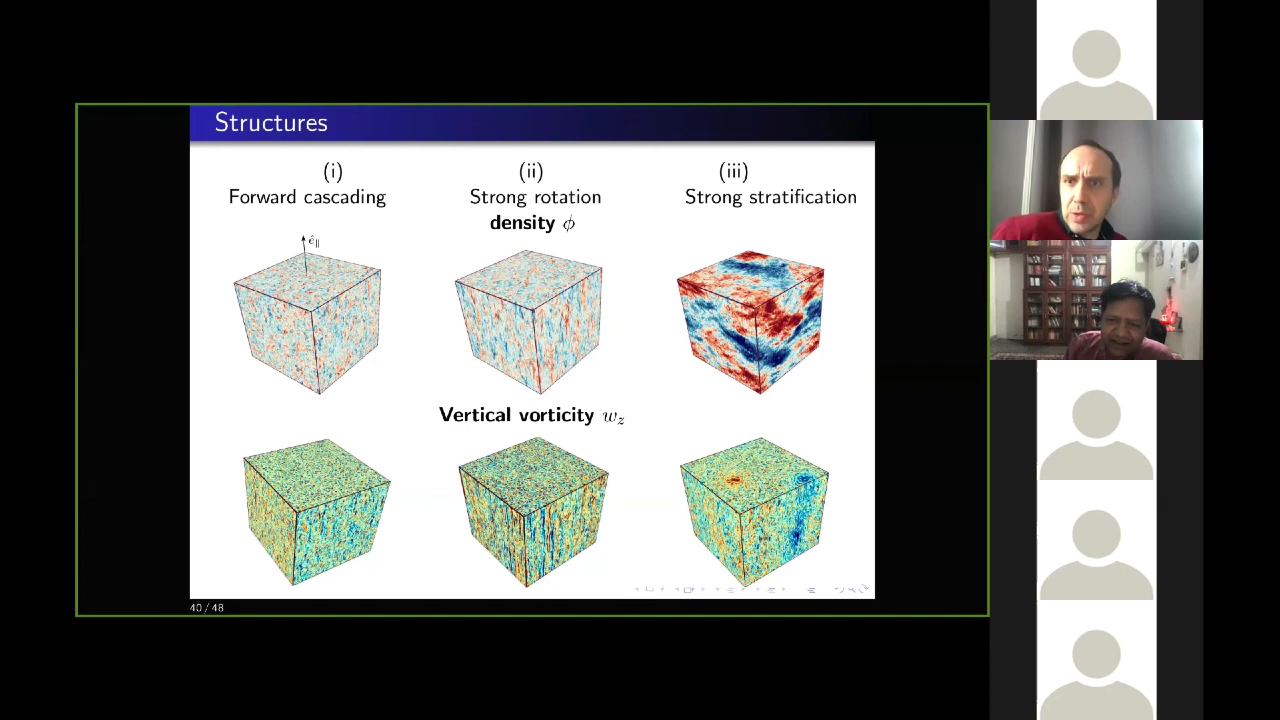 Structures
(i) (ii) (iii)
Forward cascading Strong rotation Strong stratification
density ϕ
ê∥
Vertical vorticity w_z
40 / 48